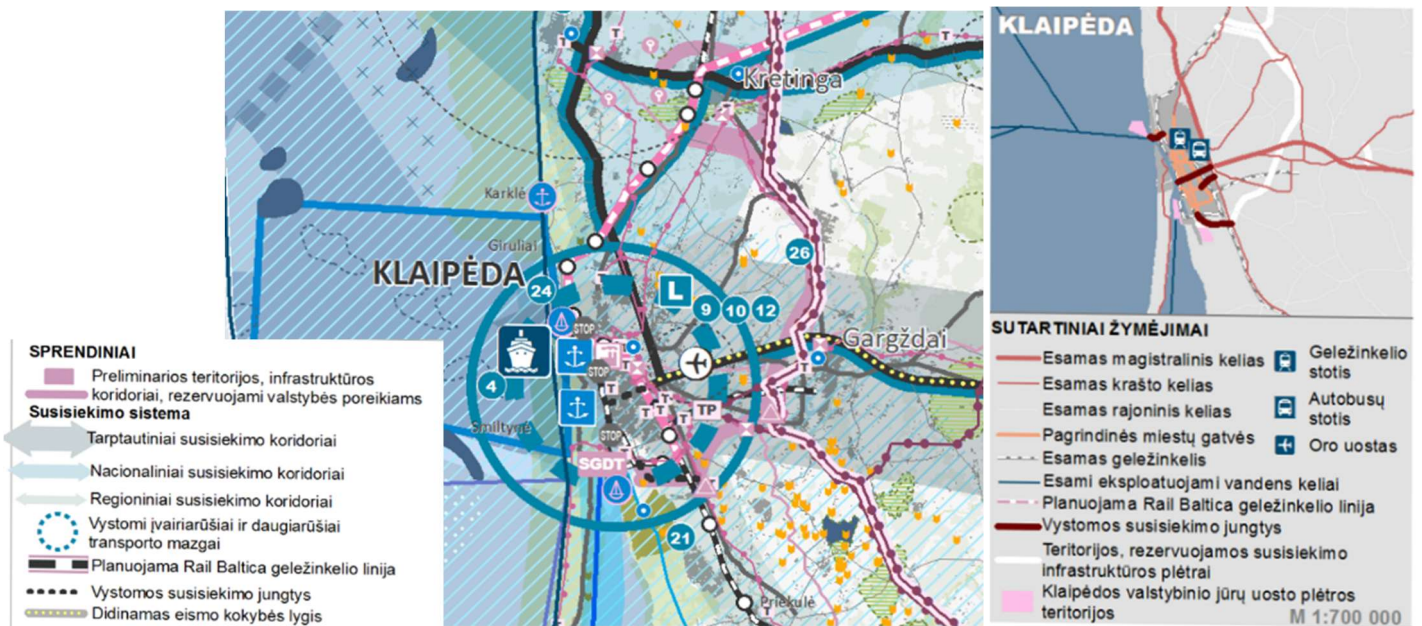 Kretinga
Karklė
Giruliai
KLAIPĖDA
24
26
L
9
10
12
STOP
Gargždai
STOP
4
T
TP
Smiltynė
STOP
SGDT
21
Priekulė
SPRENDINIAI
Preliminarios teritorijos, infrastruktūros
koridoriai, rezervuojami valstybės poreikiams
Susisiekimo sistema
Tarptautiniai susisiekimo koridoriai
Nacionaliniai susisiekimo koridoriai
Regioniniai susisiekimo koridoriai
Vystomi įvairiarūšiai ir daugiarūšiai
transporto mazgai
Planuojama Rail Baltica geležinkelio linija
Vystomos susisiekimo jungtys
Didinamas eismo kokybės lygis
KLAIPĖDA
SUTARTINIAI ŽYMĖJIMAI
Esamas magistralinis kelias
Esamas krašto kelias
Esamas rajoninis kelias
Pagrindinės miestų gatvės
Esamas geležinkelis
Esami eksploatuojami vandens keliai
Planuojama Rail Baltica geležinkelio linija
Vystomos susisiekimo jungtys
Teritorijos, rezervuojamos susisiekimo
infrastruktūros plėtrai
Klaipėdos valstybinio jūrų uosto plėtros
teritorijos
Geležinkelio
stotis
Autobusų
stotis
Oro uostas
M 1:700 000